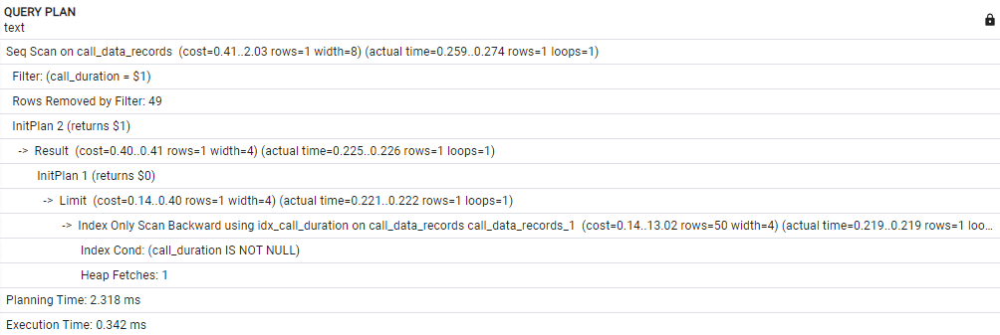 QUERY PLAN
text
Seq Scan on call_data_records (cost=0.41..2.03 rows=1 width=8) (actual time=0.259..0.274 rows=1 loops=1)
Filter: (call_duration = $1)
Rows Removed by Filter: 49
InitPlan 2 (returns $1)
-> Result (cost=0.40..0.41 rows=1 width=4) (actual time=0.225..0.226 rows=1 loops=1)
InitPlan 1 (returns $0)
-> Limit (cost=0.14..0.40 rows=1 width=4) (actual time=0.221..0.222 rows=1 loops=1)
-> Index Only Scan Backward using idx_call_duration on call_data_records call_data_records_1 (cost=0.14..13.02 rows=50 width=4) (actual time=0.219..0.219 rows=1 loo...
Index Cond: (call_duration IS NOT NULL)
Heap Fetches: 1
Planning Time: 2.318 ms
Execution Time: 0.342 ms